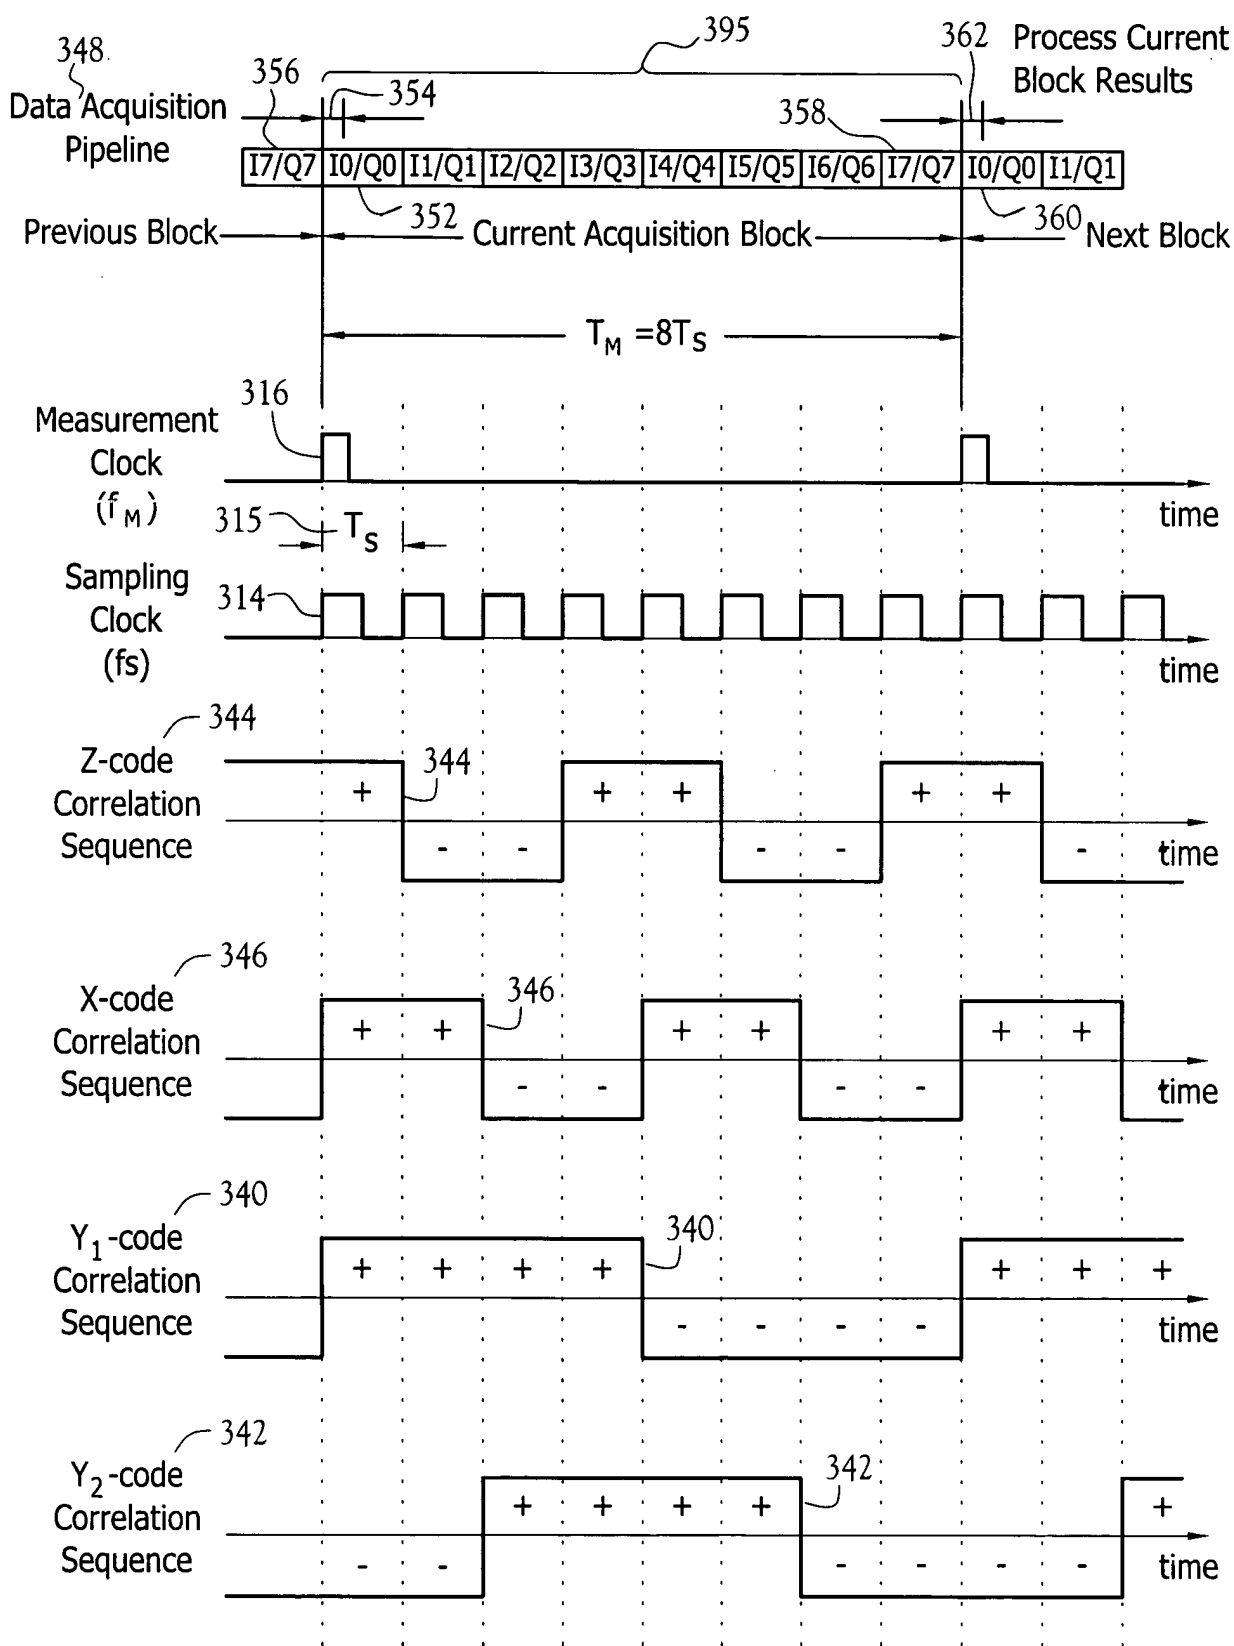 395
362
Process Current
Block Results
348
356
354
Data Acquisition
Pipeline
358
I7/Q7 I0/Q0 I1/Q1 I2/Q2 I3/Q3 I4/Q4 I5/Q5 I6/Q6 I7/Q7 I0/Q0 I1/Q1
352
360
Previous Block
Current Acquisition Block
Next Block
T_M =8T_S
316
Measurement
Clock
(f_M)
time
315
T_S
Sampling
Clock
(fs)
314
time
344
Z-code
Correlation
Sequence
344
+ + + + +
- - - - - -
time
346
X-code
Correlation
Sequence
346
+ + + + + +
- - - -
time
340
Y1-code
Correlation
Sequence
340
+ + + + + + +
- - - -
time
342
Y2-code
Correlation
Sequence
342
+ + + + +
- - - - - -
time